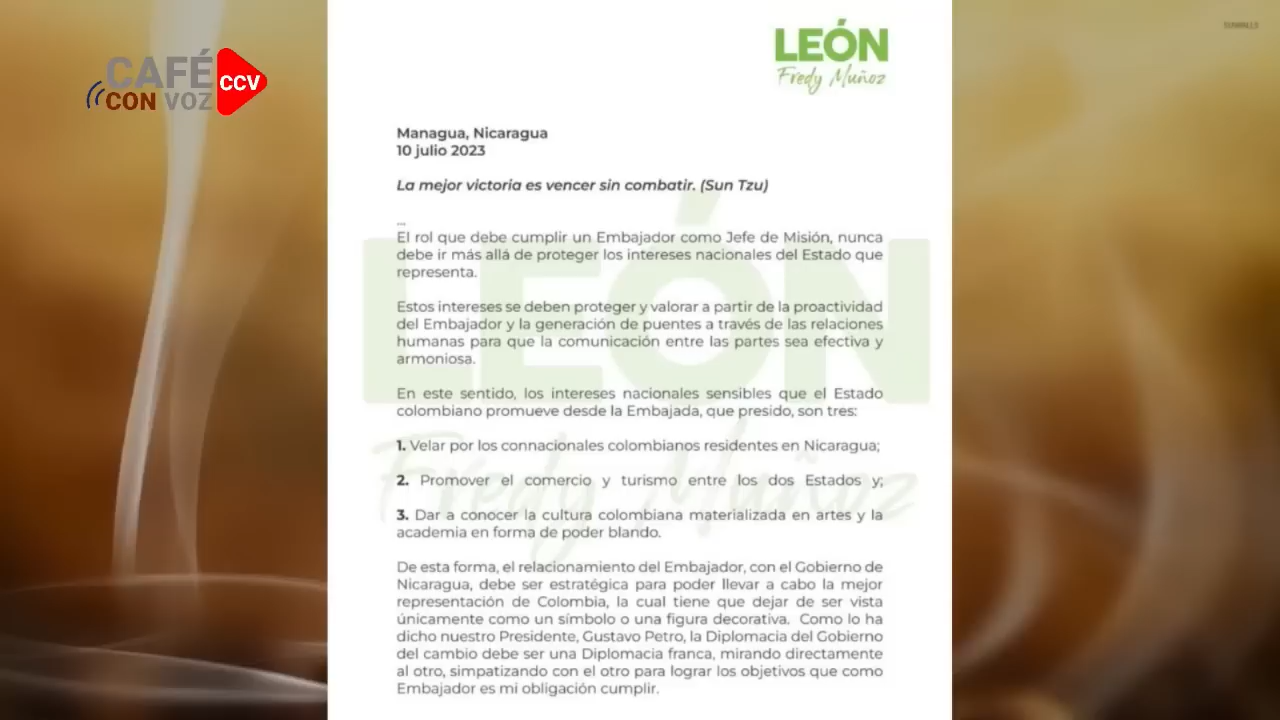 CAFÉ
CON VOZ
CCV
LEÓN
Fredy Muñoz
Managua, Nicaragua
10 julio 2023
La mejor victoria es vencer sin combatir. (Sun Tzu)
...
El rol que debe cumplir un Embajador como Jefe de Misión, nunca
debe ir más allá de proteger los intereses nacionales del Estado que
representa.
Estos intereses se deben proteger y valorar a partir de la proactividad
del Embajador y la generación de puentes a través de las relaciones
humanas para que la comunicación entre las partes sea efectiva y
armoniosa.
En este sentido, los intereses nacionales sensibles que el Estado
colombiano promueve desde la Embajada, que presido, son tres:
1. Velar por los connacionales colombianos residentes en Nicaragua;
2. Promover el comercio y turismo entre los dos Estados y;
3. Dar a conocer la cultura colombiana materializada en artes y la
academia en forma de poder blando.
De esta forma, el relacionamiento del Embajador, con el Gobierno de
Nicaragua, debe ser estratégica para poder llevar a cabo la mejor
representación de Colombia, la cual tiene que dejar de ser vista
únicamente como un símbolo o una figura decorativa. Como lo ha
dicho nuestro Presidente, Gustavo Petro, la Diplomacia del Gobierno
del cambio debe ser una Diplomacia franca, mirando directamente
al otro, simpatizando con el otro para lograr los objetivos que como
Embajador es mi obligación cumplir.
LEÓN
Fredy Muñoz